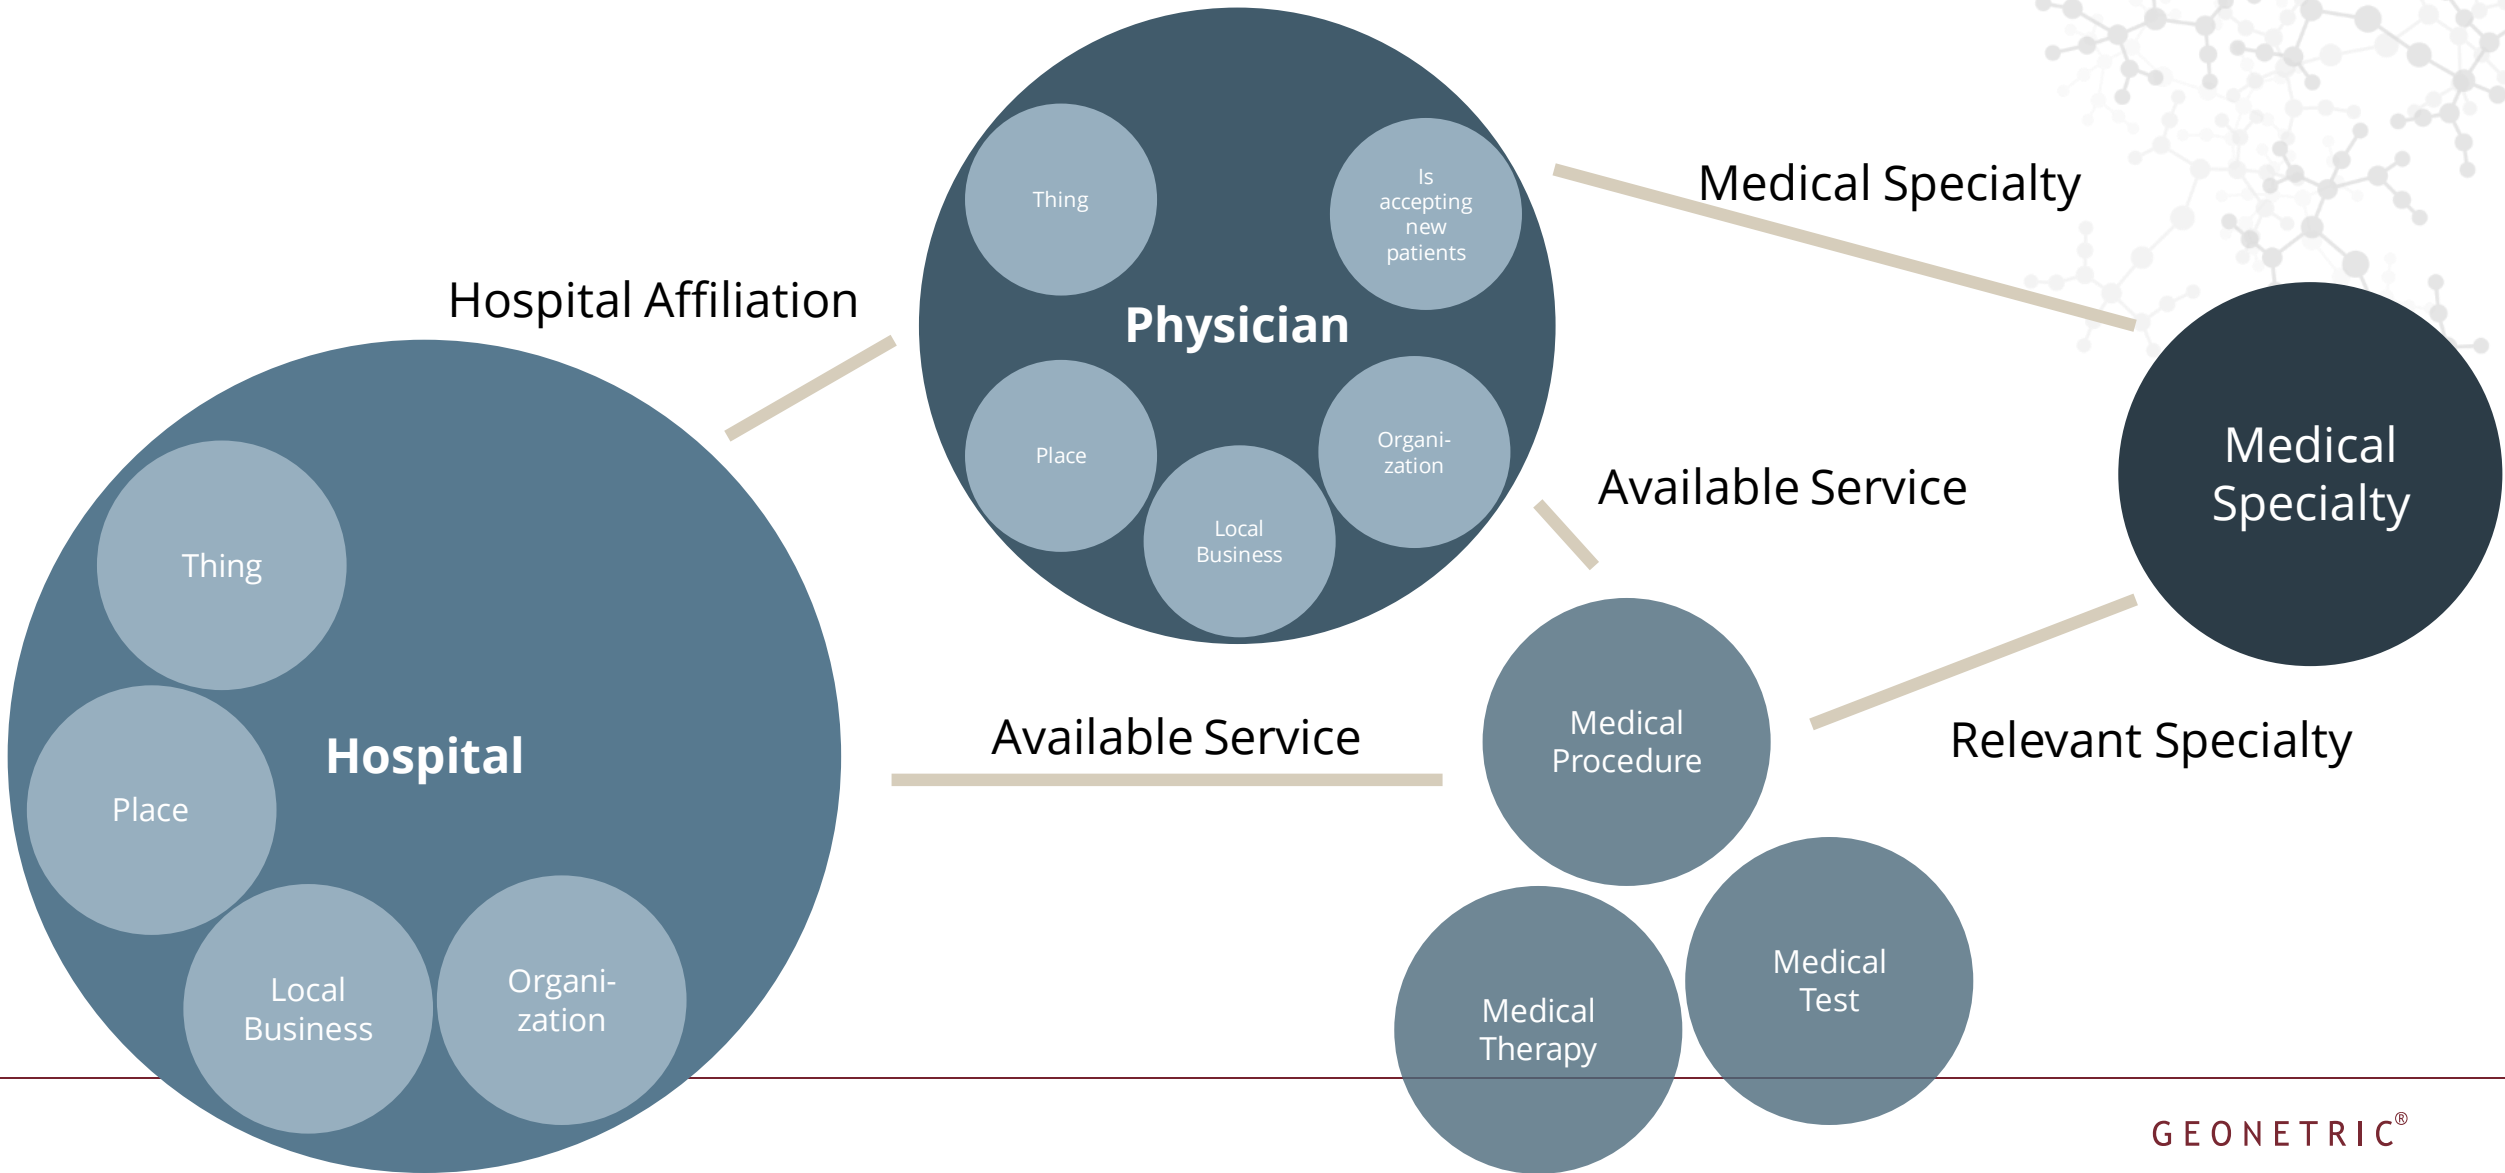 Thing
Is
accepting
new
patients
Physician
Place
Local
Business
Organi-
zation
Medical Specialty
Hospital Affiliation
Medical
Specialty
Available Service
Thing
Hospital
Place
Local
Business
Organi-
zation
Available Service
Medical
Procedure
Relevant Specialty
Medical
Test
Medical
Therapy
GEONETRIC®